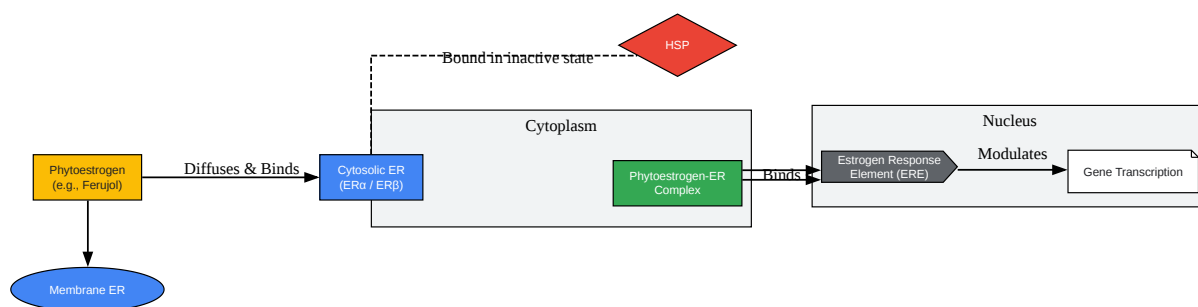 HSP
Bound in inactive state
Cytoplasm
Nucleus
Phytoestrogen
(e.g., Ferujol)
Diffuses & Binds
Cytosolic ER
(ERα / ERβ)
Phytoestrogen-ER
Complex
Binds
Estrogen Response
Element (ERE)
Modulates
Gene Transcription
Membrane ER